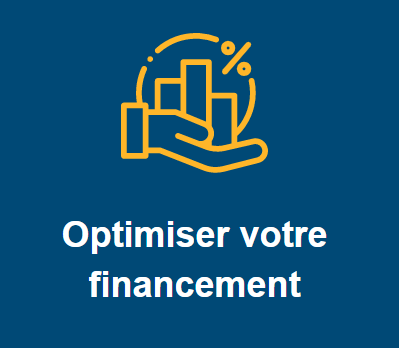 %
Optimiser votre
financement